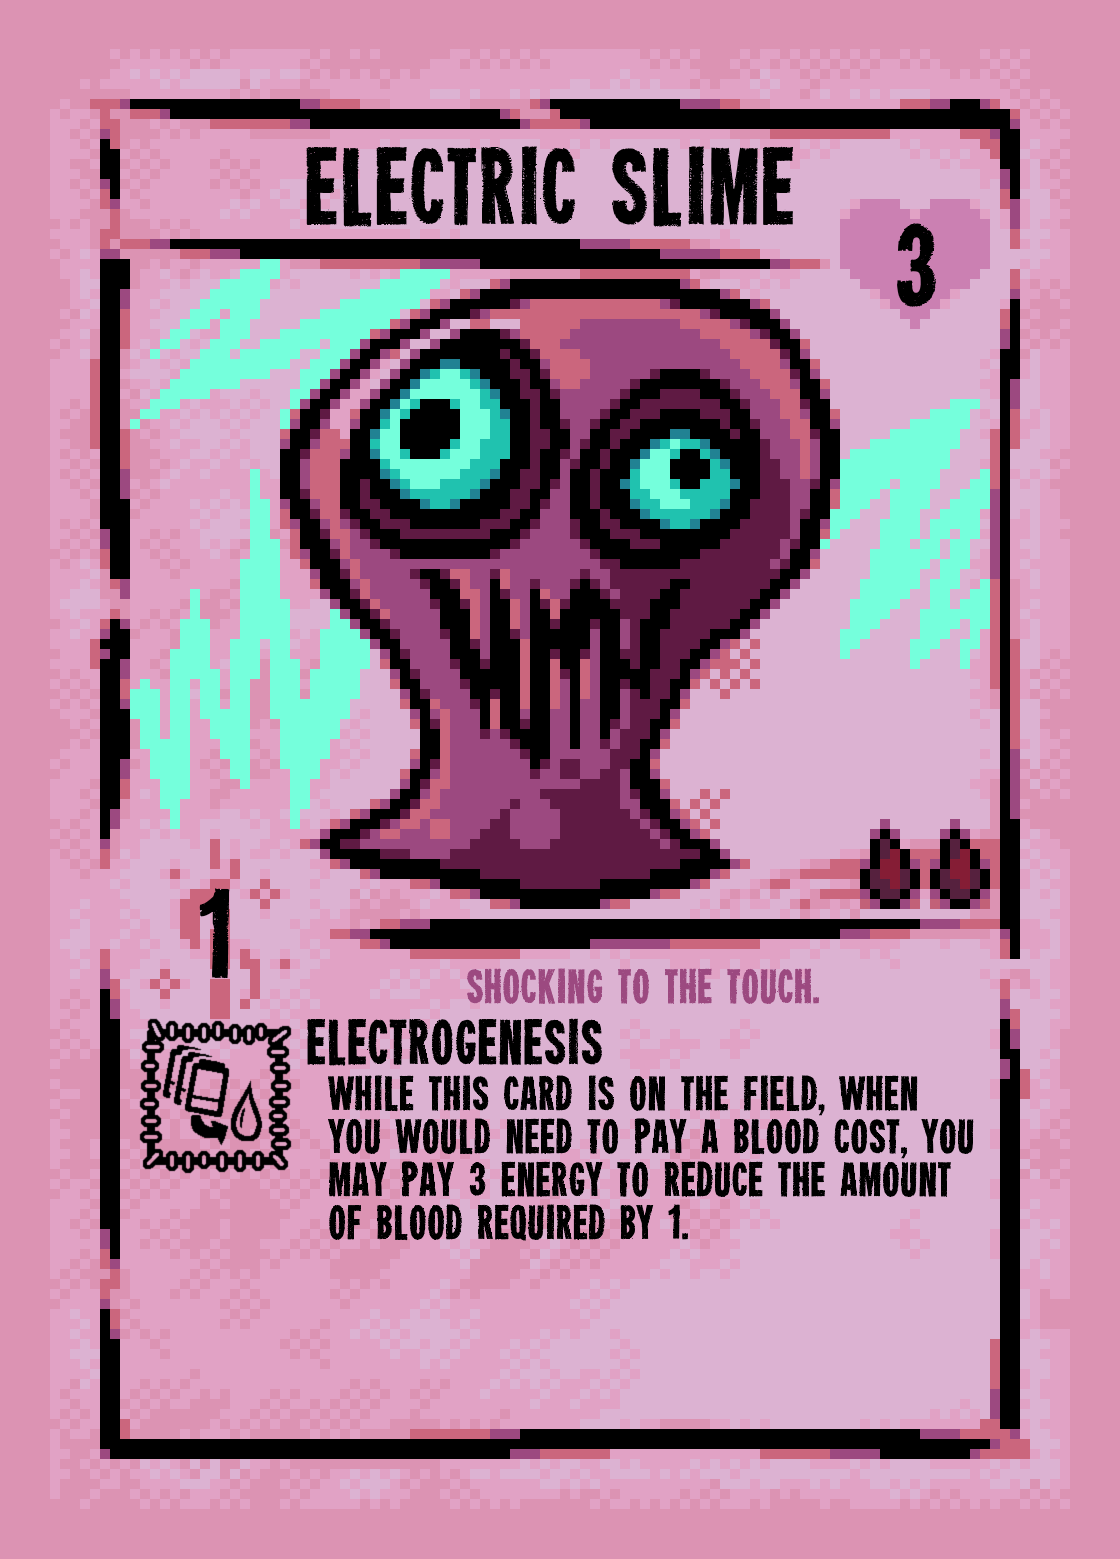 ELECTRIC SLIME
3
1
SHOCKING TO THE TOUCH.
ELECTROGENESIS
WHILE THIS CARD IS ON THE FIELD, WHEN
YOU WOULD NEED TO PAY A BLOOD COST, YOU
MAY PAY 3 ENERGY TO REDUCE THE AMOUNT
OF BLOOD REQUIRED BY 1.